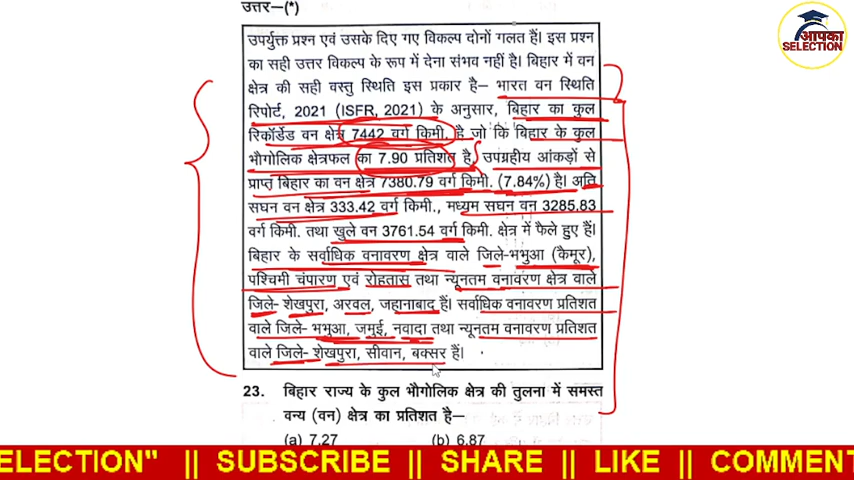 उत्तर–(*)
आपका
SELECTION
उपर्युक्त प्रश्न एवं उसके दिए गए विकल्प दोनों गलत हैं। इस प्रश्न
का सही उत्तर विकल्प के रूप में देना संभव नहीं है। बिहार में वन
क्षेत्र की सही वस्तु स्थिति इस प्रकार है– भारत वन स्थिति
रिपोर्ट, 2021 (ISFR, 2021) के अनुसार, बिहार का कुल
रिकॉर्डेड वन क्षेत्र 7442 वर्ग किमी. है जो कि बिहार के कुल
भौगोलिक क्षेत्रफल का 7.90 प्रतिशत है, उपग्रहीय आंकड़ों से
प्राप्त बिहार का वन क्षेत्र 7380.79 वर्ग किमी. (7.84%) है। अति
सघन वन क्षेत्र 333.42 वर्ग किमी., मध्यम सघन वन 3285.83
वर्ग किमी. तथा खुले वन 3761.54 वर्ग किमी. क्षेत्र में फैले हुए हैं।
बिहार के सर्वाधिक वनावरण क्षेत्र वाले जिले-भभुआ (कैमूर),
पश्चिमी चंपारण एवं रोहतास तथा न्यूनतम वनावरण क्षेत्र वाले
जिले- शेखपुरा, अरवल, जहानाबाद हैं। सर्वाधिक वनावरण प्रतिशत
वाले जिले- भभुआ, जमुई, नवादा तथा न्यूनतम वनावरण प्रतिशत
वाले जिले- शेखपुरा, सीवान, बक्सर हैं।
23. बिहार राज्य के कुल भौगोलिक क्षेत्र की तुलना में समस्त
वन्य (वन) क्षेत्र का प्रतिशत है–
(a) 7.27 (b) 6.87
ELECTION" || SUBSCRIBE || SHARE || LIKE || COMMENT